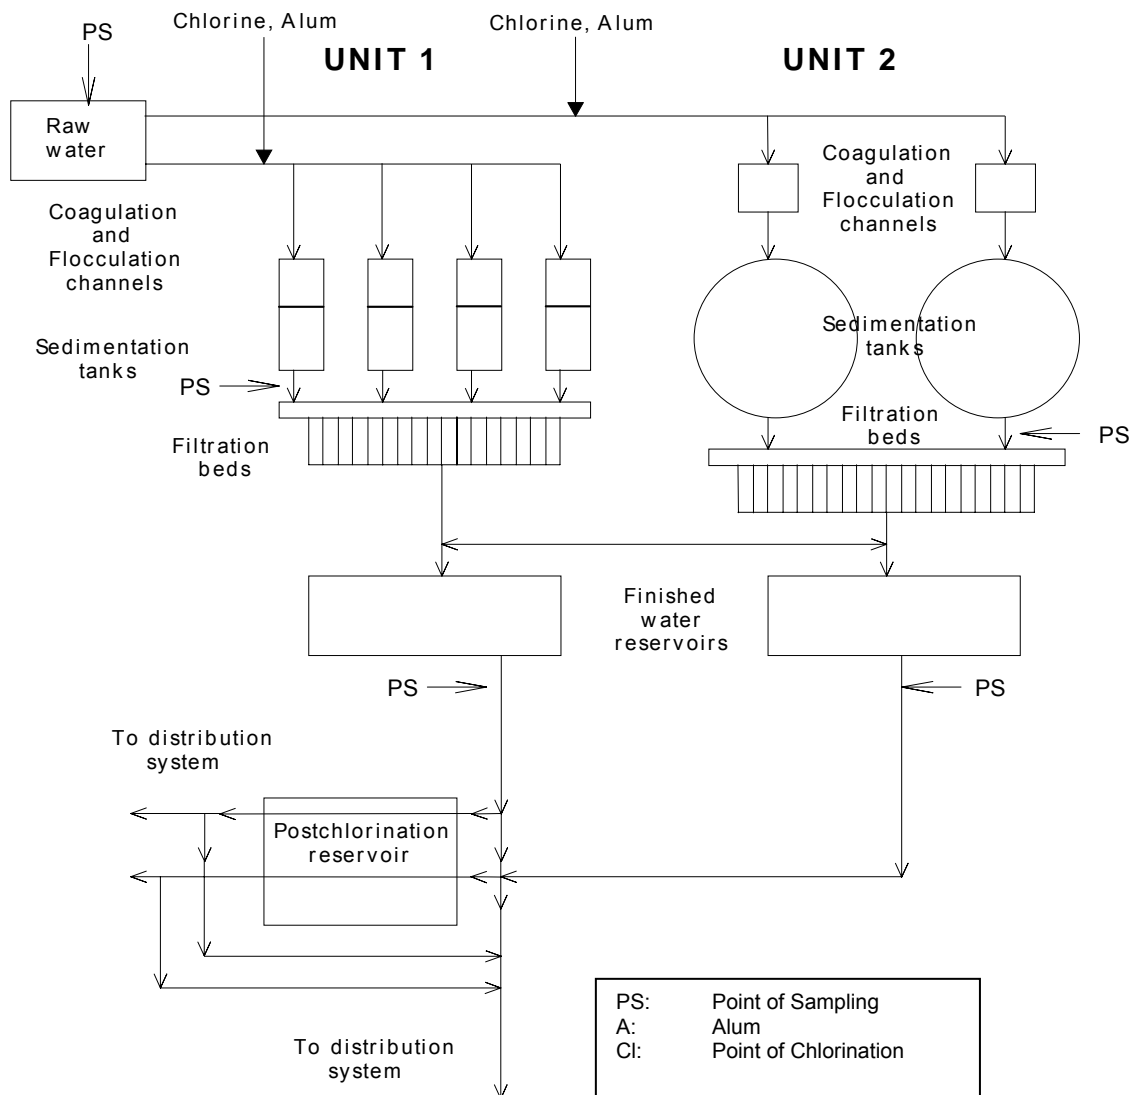 Chlorine, Alum
Chlorine, Alum
PS
UNIT 1
UNIT 2
Raw
water
Coagulation
and
Flocculation
channels
Coagulation
and
Flocculation
channels
Sedimentation
tanks
Sedimentation
tanks
PS
Filtration
beds
Filtration
beds
PS
Finished
water
reservoirs
PS
PS
To distribution
system
Postchlorination
reservoir
PS: Point of Sampling
A: Alum
Cl: Point of Chlorination
To distribution
system